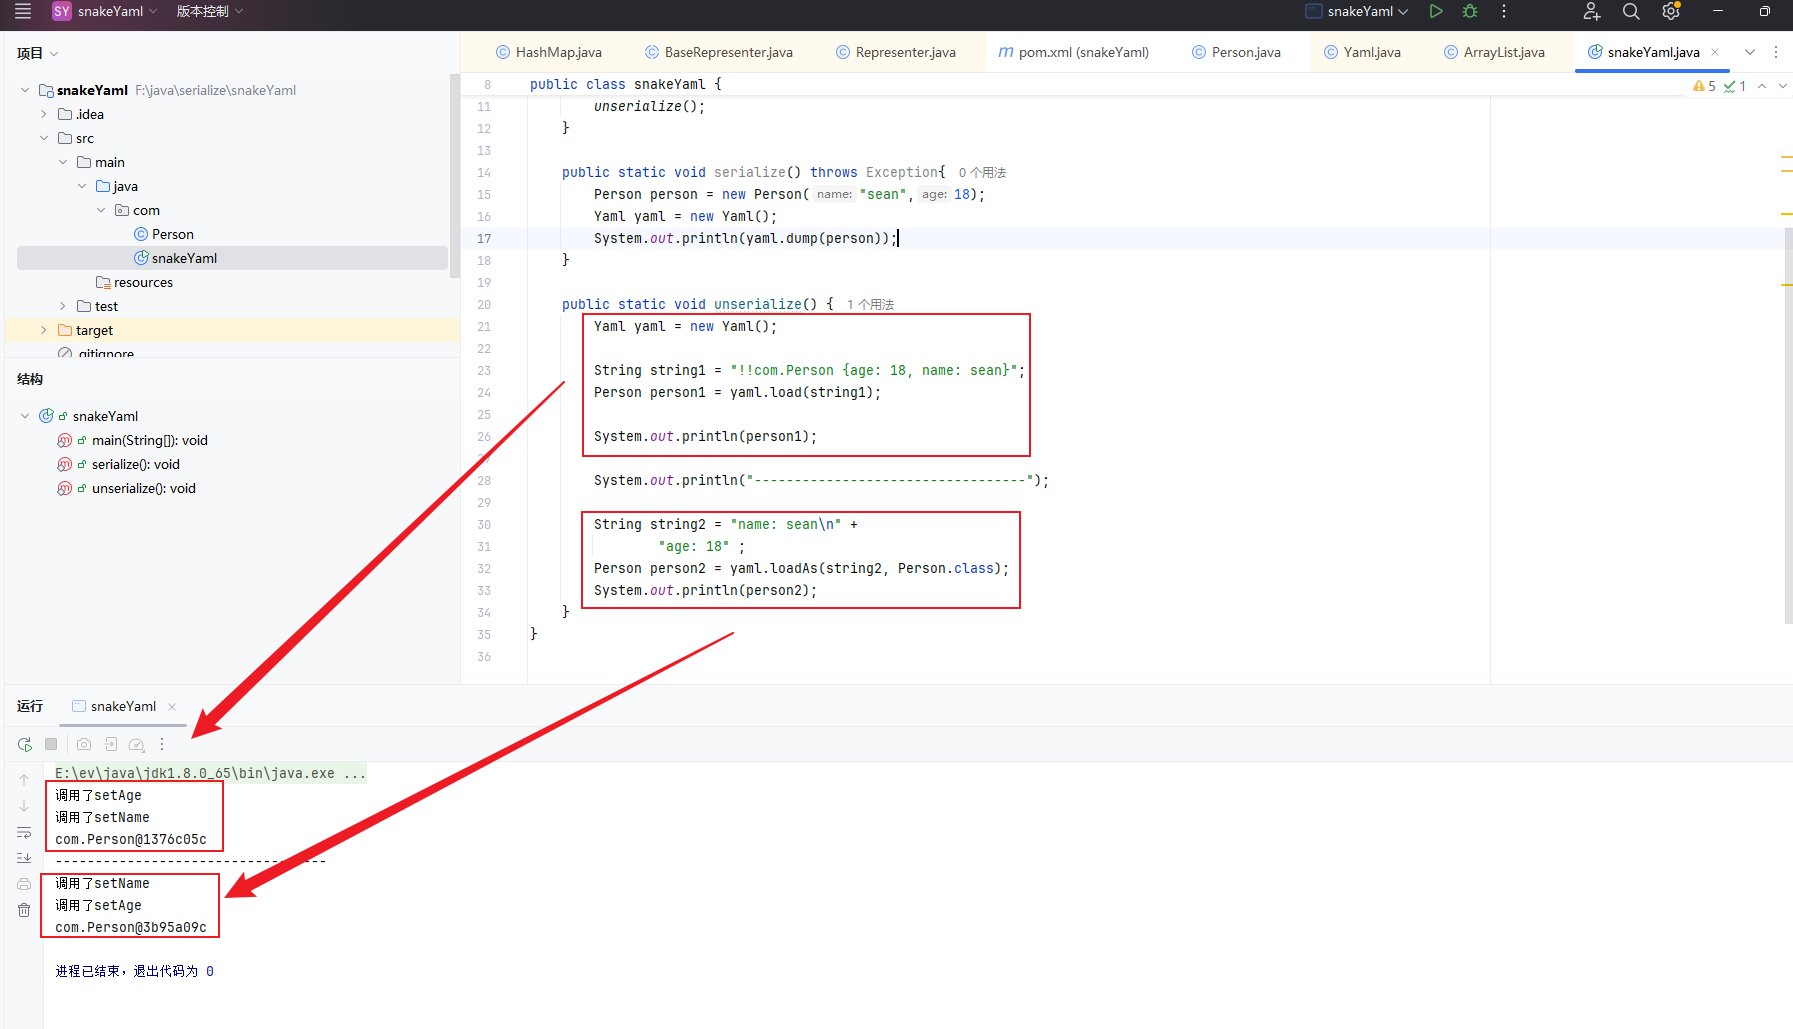 SY snakeYaml 版本控制 snakeYaml
项目
HashMap.java BaseRepresenter.java Representer.java pom.xml (snakeYaml) Person.java Yaml.java ArrayList.java snakeYaml.java
snakeYaml F:\java\serialize\snakeYaml
.idea
src
main
java
com
Person
snakeYaml
resources
test
target
.gitignore
结构
snakeYaml
main(String[]): void
serialize(): void
unserialize(): void
5 1
8 public class snakeYaml {
11 unserialize();
12 }
13
14 public static void serialize() throws Exception{ 0 个用法
15 Person person = new Person( name: "sean", age: 18);
16 Yaml yaml = new Yaml();
17 System.out.println(yaml.dump(person));
18 }
19
20 public static void unserialize() { 1 个用法
21 Yaml yaml = new Yaml();
22
23 String string1 = "!!com.Person {age: 18, name: sean}";
24 Person person1 = yaml.load(string1);
25
26 System.out.println(person1);
27
28 System.out.println("----------------------------------");
29
30 String string2 = "name: sean\n" +
31 "age: 18" ;
32 Person person2 = yaml.loadAs(string2, Person.class);
33 System.out.println(person2);
34 }
35 }
36
运行 snakeYaml
E:\ev\java\jdk1.8.0_65\bin\java.exe ...
调用了setAge
调用了setName
com.Person@1376c05c
----------------------------------
调用了setName
调用了setAge
com.Person@3b95a09c
进程已结束，退出代码为 0